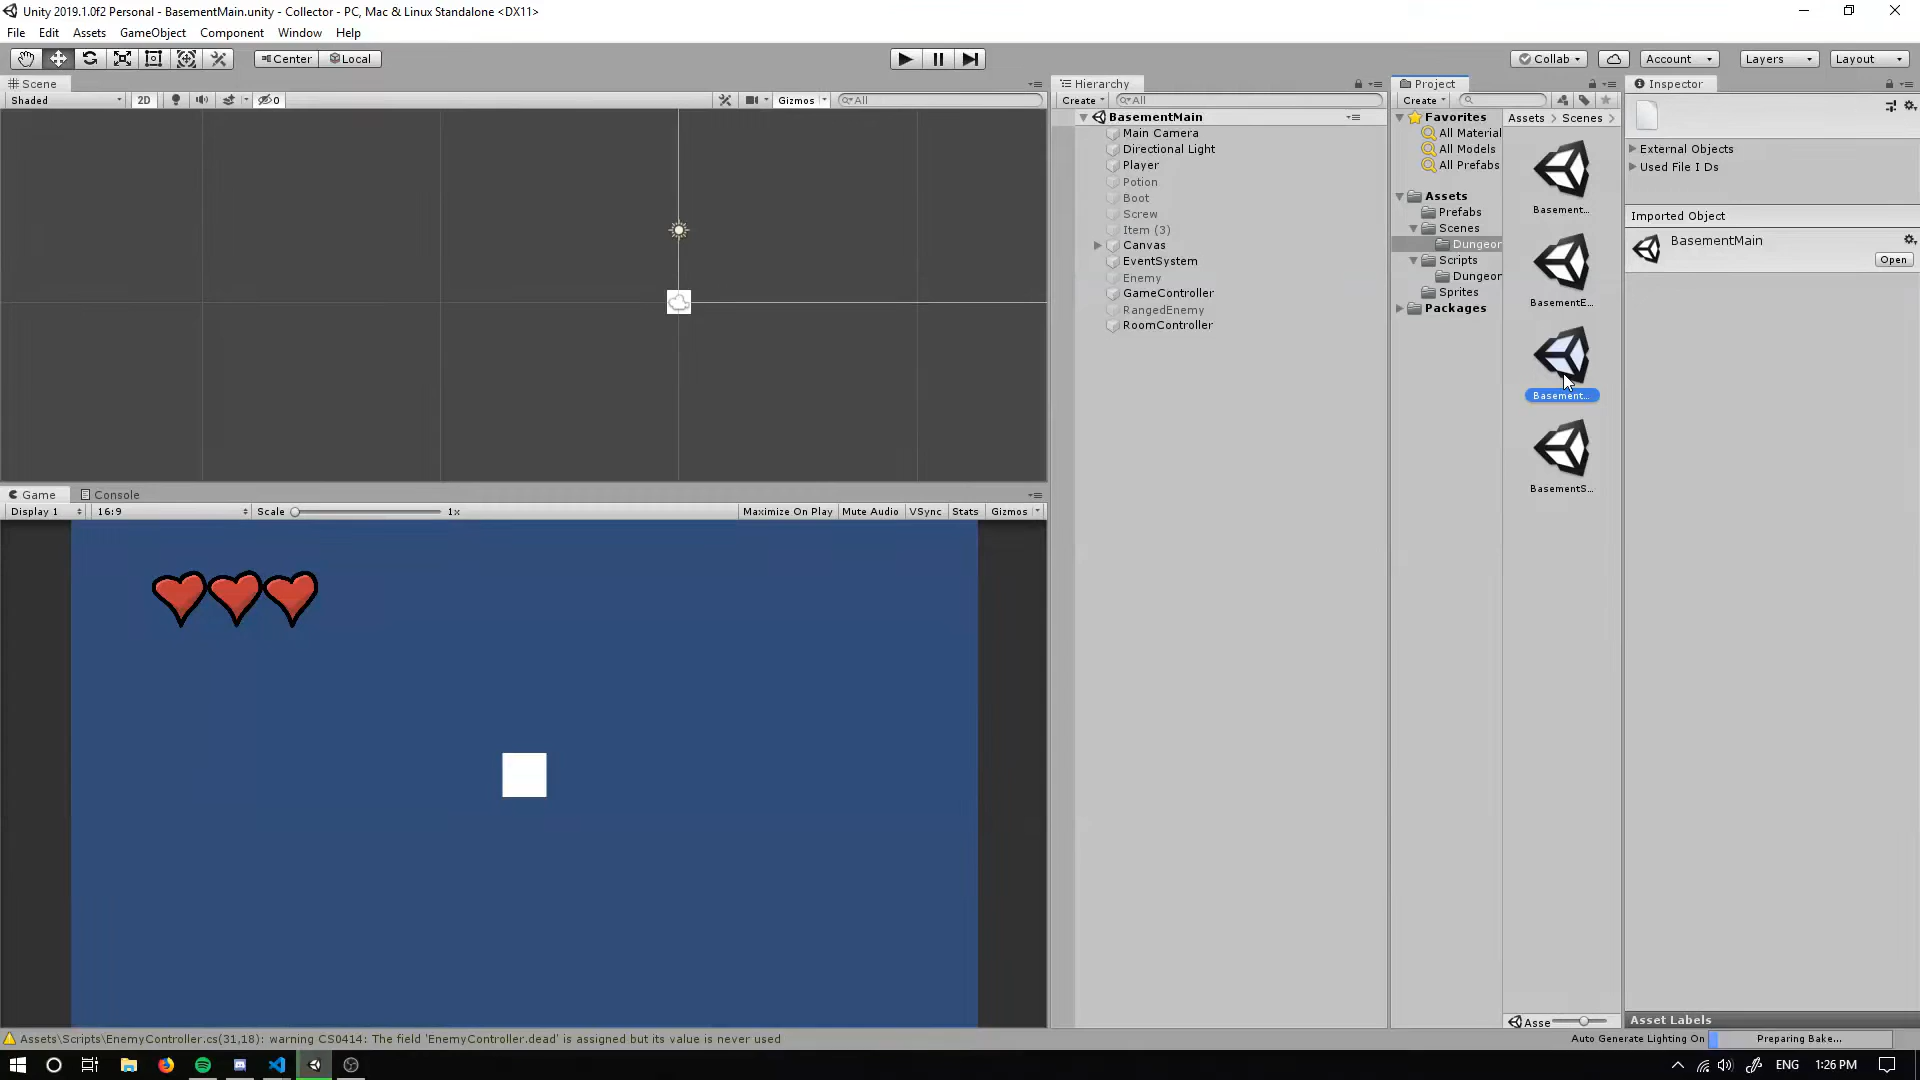 Unity 2019.1.0f2 Personal - BasementMain.unity - Collector - PC, Mac & Linux Standalone <DX11>
File Edit Assets GameObject Component Window Help
Center Local Collab Account Layers Layout
Scene
Shaded 2D 0 Gizmos All
Hierarchy
Create All
BasementMain
Main Camera
Directional Light
Player
Potion
Boot
Screw
Item (3)
Canvas
EventSystem
Enemy
GameController
RangedEnemy
RoomController
Project
Create
Favorites
All Material
All Models
All Prefabs
Assets
Prefabs
Scenes
Dungeor
Scripts
Dungeor
Sprites
Packages
Assets > Scenes >
Basement...
BasementE...
Basement...
BasementS...
Asse
Inspector
External Objects
Used File I Ds
Imported Object
BasementMain
Open
Asset Labels
Game Console
Display 1 16:9 Scale 1x Maximize On Play Mute Audio VSync Stats Gizmos
Assets\Scripts\EnemyController.cs(31,18): warning CS0414: The field 'EnemyController.dead' is assigned but its value is never used
Auto Generate Lighting On Preparing Bake...
ENG 1:26 PM